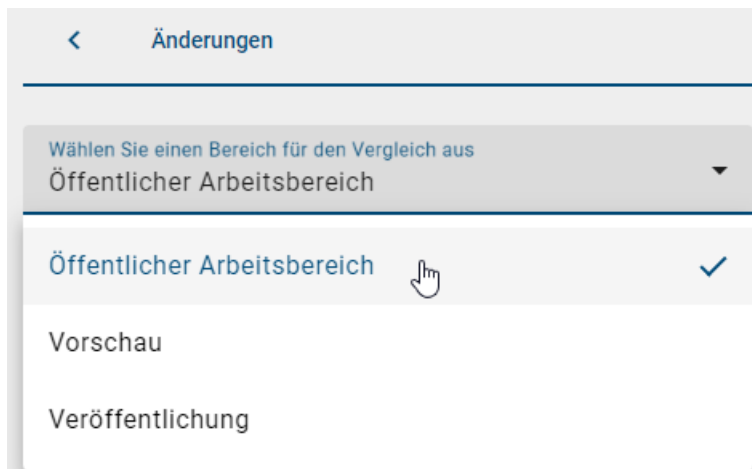 Änderungen
Wählen Sie einen Bereich für den Vergleich aus
Öffentlicher Arbeitsbereich
Öffentlicher Arbeitsbereich
Vorschau
Veröffentlichung